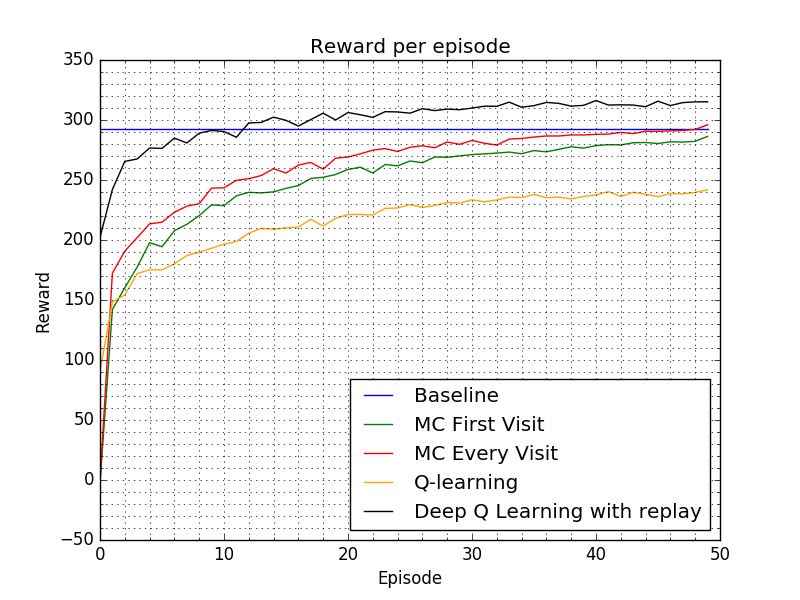 Reward per episode
350
300
250
200
150
100
50
0
−50
Reward
0 10 20 30 40 50
Episode
Baseline
MC First Visit
MC Every Visit
Q-learning
Deep Q Learning with replay